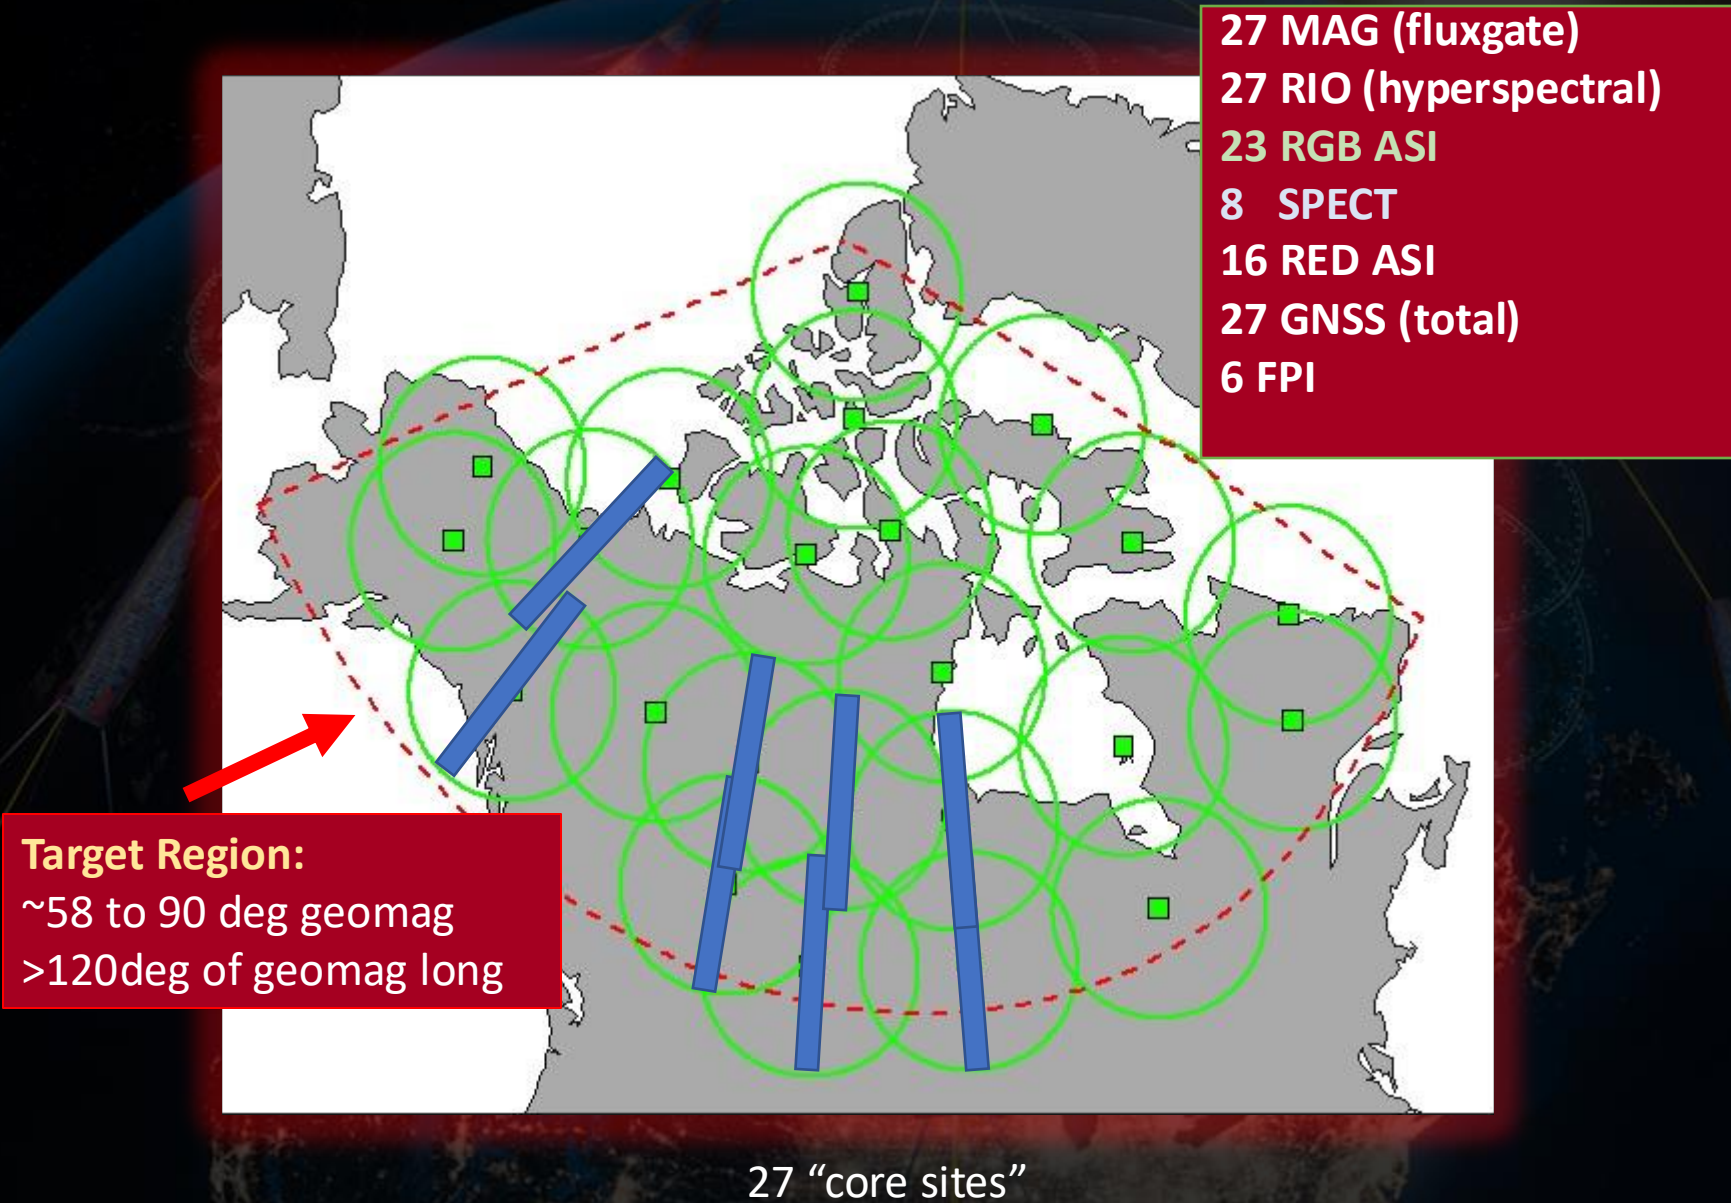 27 MAG (fluxgate)
27 RIO (hyperspectral)
23 RGB ASI
8 SPECT
16 RED ASI
27 GNSS (total)
6 FPI
Target Region:
~58 to 90 deg geomag
>120deg of geomag long
27 “core sites”